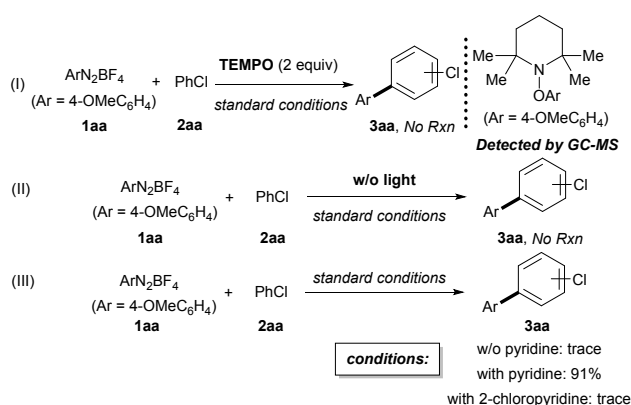 (I)
ArN2BF4 + PhCl
(Ar = 4-OMeC6H4)
1aa 2aa
TEMPO (2 equiv)
standard conditions
Ar Cl
3aa, No Rxn
Me Me
Me N Me
OAr
(Ar = 4-OMeC6H4)
Detected by GC-MS
(II)
ArN2BF4 + PhCl
(Ar = 4-OMeC6H4)
1aa 2aa
w/o light
standard conditions
Ar Cl
3aa, No Rxn
(III)
ArN2BF4 + PhCl
(Ar = 4-OMeC6H4)
1aa 2aa
standard conditions
Ar Cl
3aa
conditions:
w/o pyridine: trace
with pyridine: 91%
with 2-chloropyridine: trace